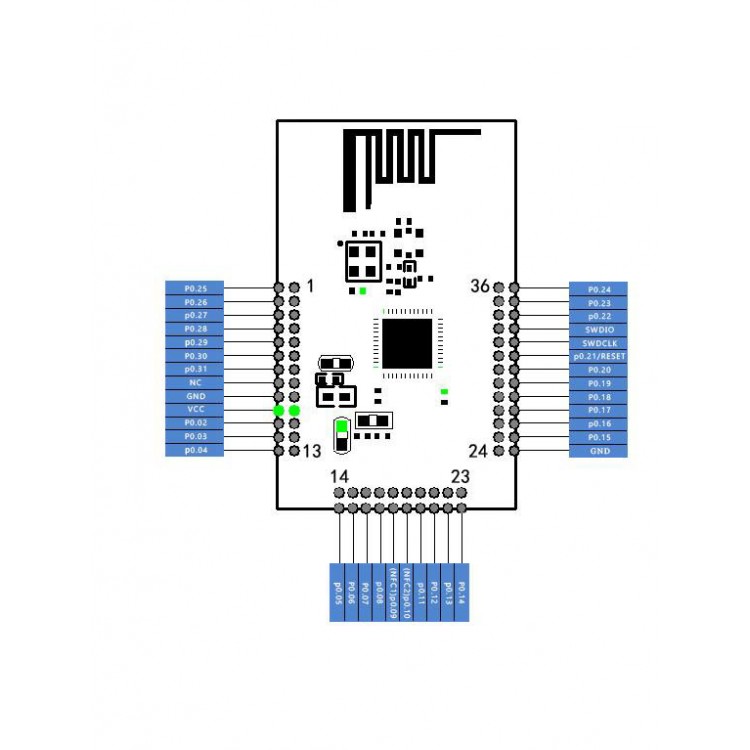 P0.25
P0.26
p0.27
P0.28
p0.29
P0.30
p0.31
NC
GND
VCC
P0.02
P0.03
p0.04
1
13
36
24
P0.24
P0.23
p0.22
SWDIO
SWDCLK
p0.21/RESET
P0.20
P0.19
P0.18
P0.17
p0.16
P0.15
GND
14
23
p0.05
P0.06
P0.07
p0.08
(NFC1)p0.09
(NFC2)p0.10
p0.11
P0.12
p0.13
P0.14